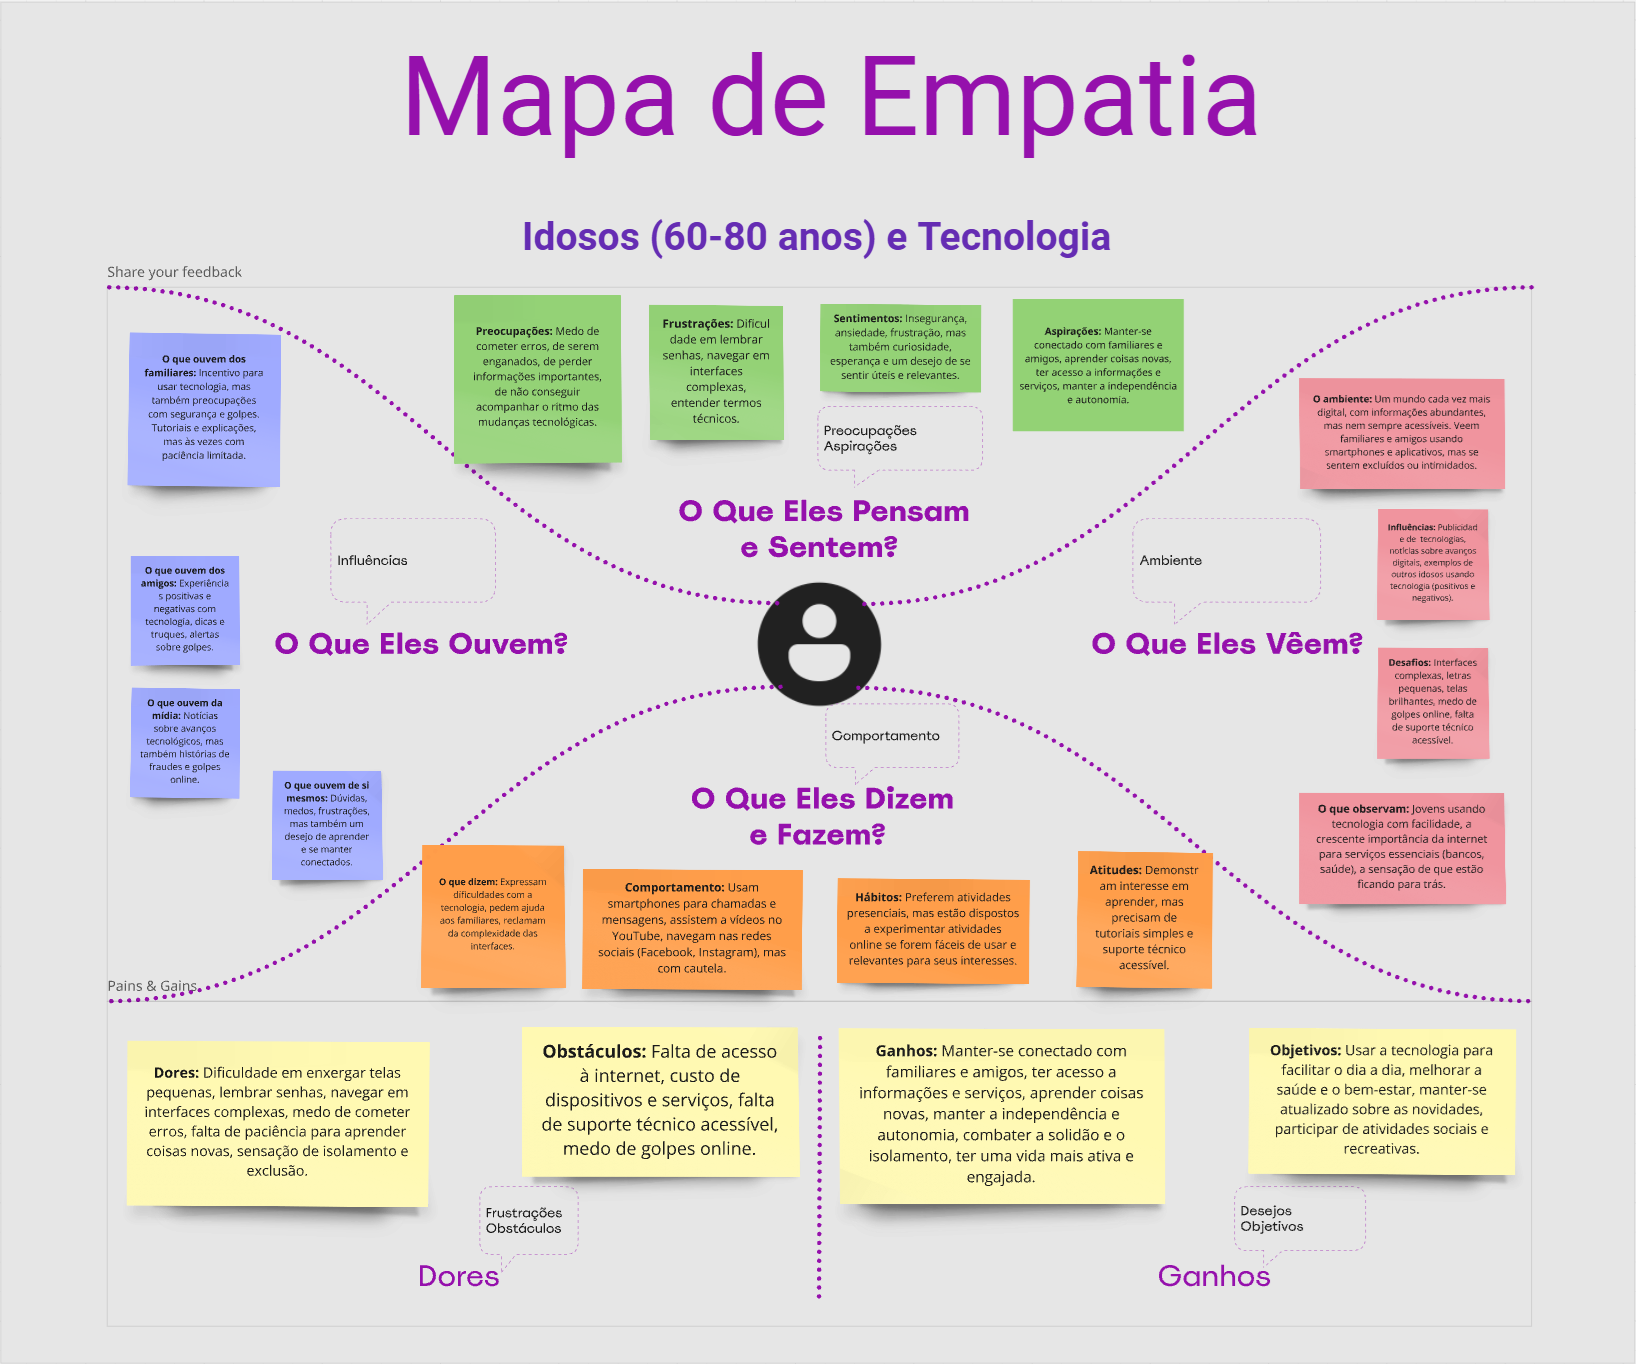 Mapa de Empatia
Idosos (60-80 anos) e Tecnologia
Share your feedback
O que ouvem dos
familiares: Incentivo para
usar tecnologia, mas
também preocupações
com segurança e golpes.
Tutoriais e explicações,
mas às vezes com
paciência limitada.
O que ouvem dos
amigos: Experiência
s positivas e
negativas com
tecnologia, dicas e
truques, alertas
sobre golpes.
O que ouvem da
mídia: Notícias
sobre avanços
tecnológicos, mas
também histórias de
fraudes e golpes
online.
O que ouvem de si
mesmos: Dúvidas,
medos, frustrações,
mas também um
desejo de aprender
e se manter
conectados.
Influências
O Que Eles Ouvem?
Preocupações: Medo de
cometer erros, de serem
enganados, de perder
informações importantes,
de não conseguir
acompanhar o ritmo das
mudanças tecnológicas.
Frustrações: Dificul
dade em lembrar
senhas, navegar em
interfaces
complexas,
entender termos
técnicos.
Sentimentos: Insegurança,
ansiedade, frustração, mas
também curiosidade,
esperança e um desejo de se
sentir úteis e relevantes.
Aspirações: Manter-se
conectado com familiares e
amigos, aprender coisas novas,
ter acesso a informações e
serviços, manter a independência
e autonomia.
Preocupações
Aspirações
O Que Eles Pensam
e Sentem?
O ambiente: Um mundo cada vez mais
digital, com informações abundantes,
mas nem sempre acessíveis. Veem
familiares e amigos usando
smartphones e aplicativos, mas se
sentem excluídos ou intimidados.
Influências: Publicidad
e de tecnologias,
notícias sobre avanços
digitais, exemplos de
outros idosos usando
tecnologia (positivos e
negativos).
Desafios: Interfaces
complexas, letras
pequenas, telas
brilhantes, medo de
golpes online, falta
de suporte técnico
acessível.
O que observam: Jovens usando
tecnologia com facilidade, a
crescente importância da internet
para serviços essenciais (bancos,
saúde), a sensação de que estão
ficando para trás.
Ambiente
O Que Eles Vêem?
Comportamento
O Que Eles Dizem
e Fazem?
O que dizem: Expressam
dificuldades com a
tecnologia, pedem ajuda
aos familiares, reclamam
da complexidade das
interfaces.
Comportamento: Usam
smartphones para chamadas e
mensagens, assistem a vídeos no
YouTube, navegam nas redes
sociais (Facebook, Instagram), mas
com cautela.
Hábitos: Preferem atividades
presenciais, mas estão dispostos
a experimentar atividades
online se forem fáceis de usar e
relevantes para seus interesses.
Atitudes: Demonstr
am interesse em
aprender, mas
precisam de
tutoriais simples e
suporte técnico
acessível.
Pains & Gains
Dores: Dificuldade em enxergar telas
pequenas, lembrar senhas, navegar em
interfaces complexas, medo de cometer
erros, falta de paciência para aprender
coisas novas, sensação de isolamento e
exclusão.
Obstáculos: Falta de acesso
à internet, custo de
dispositivos e serviços, falta
de suporte técnico acessível,
medo de golpes online.
Frustrações
Obstáculos
Dores
Ganhos: Manter-se conectado com
familiares e amigos, ter acesso a
informações e serviços, aprender coisas
novas, manter a independência e
autonomia, combater a solidão e o
isolamento, ter uma vida mais ativa e
engajada.
Objetivos: Usar a tecnologia para
facilitar o dia a dia, melhorar a
saúde e o bem-estar, manter-se
atualizado sobre as novidades,
participar de atividades sociais e
recreativas.
Desejos
Objetivos
Ganhos